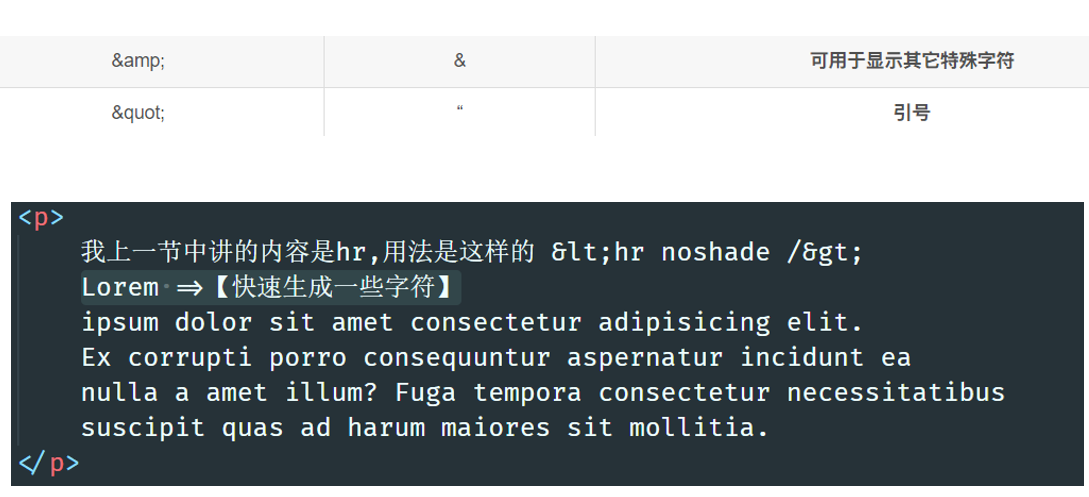 &amp; & 可用于显示其它特殊字符
&quot; “ 引号
<p>
我上一节中讲的内容是hr,用法是这样的 &lt;hr noshade /&gt;
Lorem =>【快速生成一些字符】
ipsum dolor sit amet consectetur adipisicing elit.
Ex corrupti porro consequuntur aspernatur incidunt ea
nulla a amet illum? Fuga tempora consectetur necessitatibus
suscipit quas ad harum maiores sit mollitia.
</p>